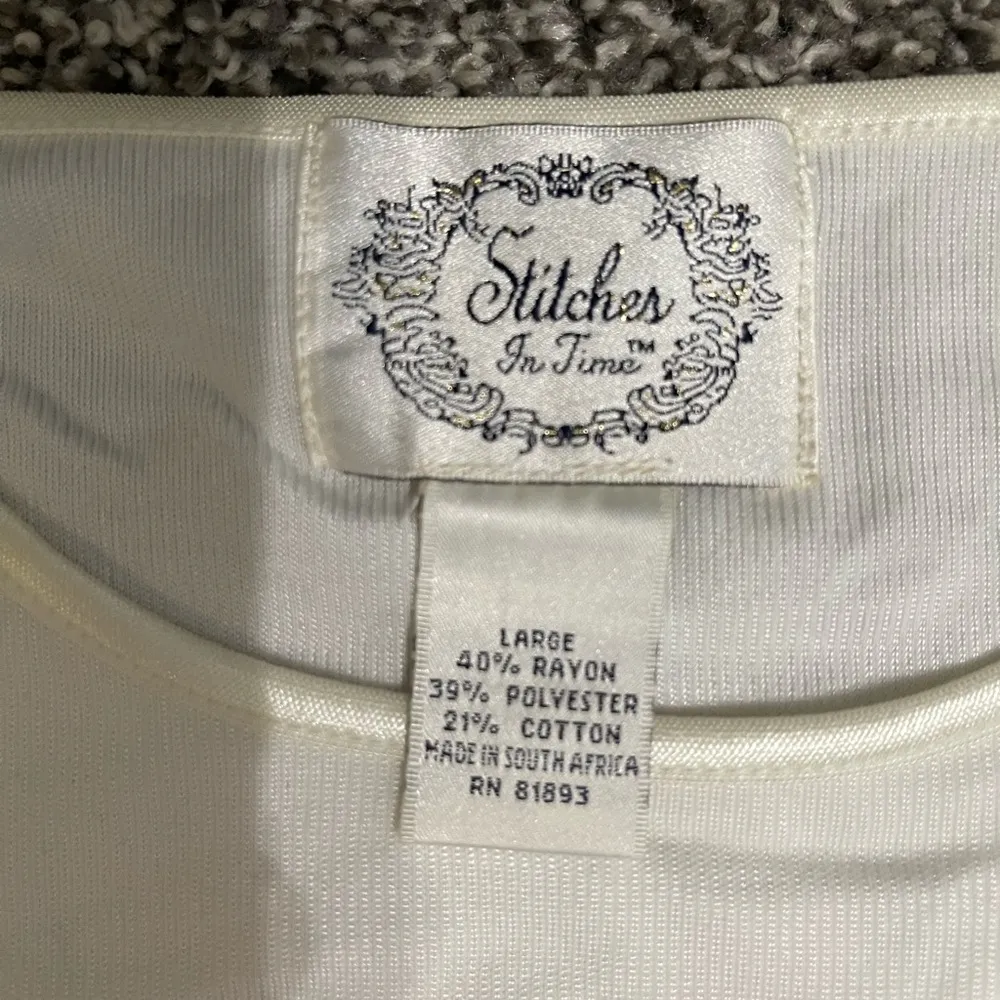 Stitches
In Time™
LARGE
40% RAYON
39% POLYESTER
21% COTTON
MADE IN SOUTH AFRICA
RN 81893